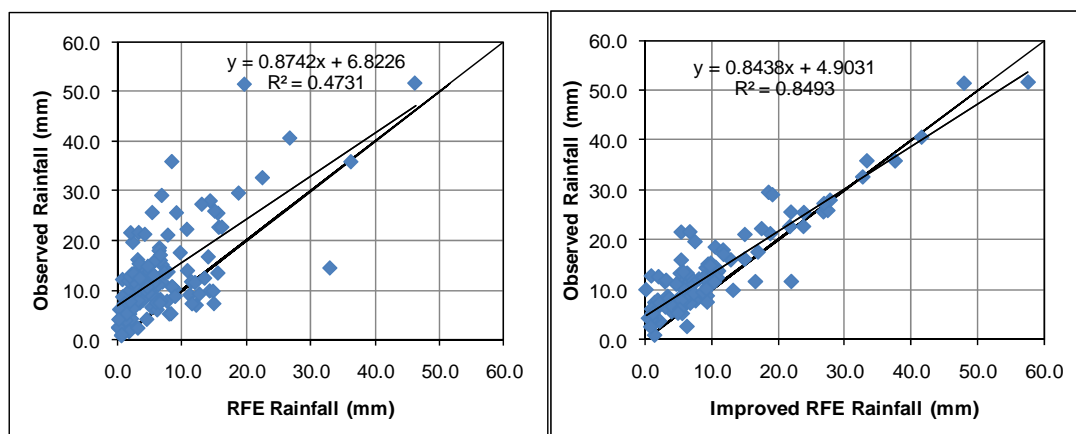 60.0
50.0
40.0
30.0
20.0
10.0
0.0
Observed Rainfall (mm)
y = 0.8742x + 6.8226
R² = 0.4731
0.0 10.0 20.0 30.0 40.0 50.0 60.0
RFE Rainfall (mm)
60.0
50.0
40.0
30.0
20.0
10.0
0.0
Observed Rainfall (mm)
y = 0.8438x + 4.9031
R² = 0.8493
0.0 10.0 20.0 30.0 40.0 50.0 60.0
Improved RFE Rainfall (mm)